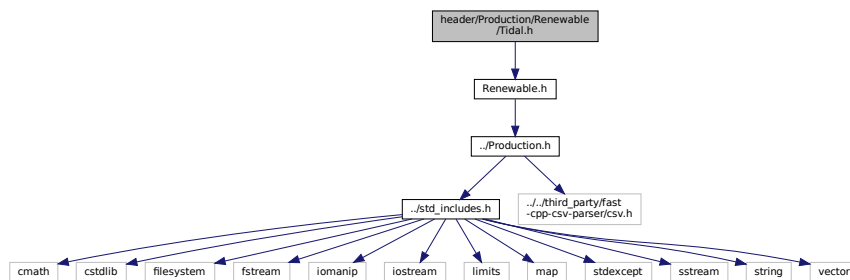 header/Production/Renewable
/Tidal.h
Renewable.h
../Production.h
../std_includes.h
../../third_party/fast
-cpp-csv-parser/csv.h
cmath
cstdlib
filesystem
fstream
iomanip
iostream
limits
map
stdexcept
sstream
string
vector